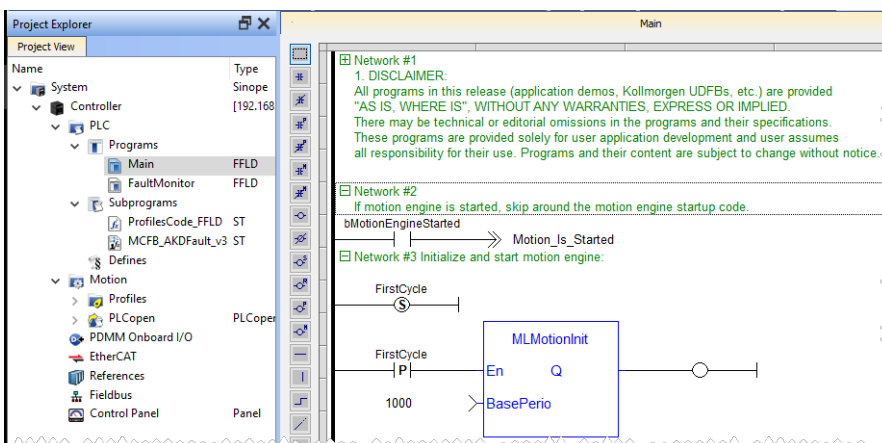 Project Explorer
Project View
Name Type
System Sinope
Controller [192.168
PLC
Programs
Main FFLD
FaultMonitor FFLD
Subprograms
ProfilesCode_FFLD ST
MCFB_AKDFault_v3 ST
Defines
Motion
Profiles
PLCopen PLCoper
PDMM Onboard I/O
EtherCAT
References
Fieldbus
Control Panel Panel
Main
Network #1
1. DISCLAIMER:
All programs in this release (application demos, Kollmorgen UDFBs, etc.) are provided
"AS IS, WHERE IS", WITHOUT ANY WARRANTIES, EXPRESS OR IMPLIED.
There may be technical or editorial omissions in the programs and their specifications.
These programs are provided solely for user application development and user assumes
all responsibility for their use. Programs and their content are subject to change without notice.
Network #2
If motion engine is started, skip around the motion engine startup code.
bMotionEngineStarted
Motion_Is_Started
Network #3 Initialize and start motion engine:
FirstCycle
S
MLMotionInit
FirstCycle
P
En Q
1000
BasePerio